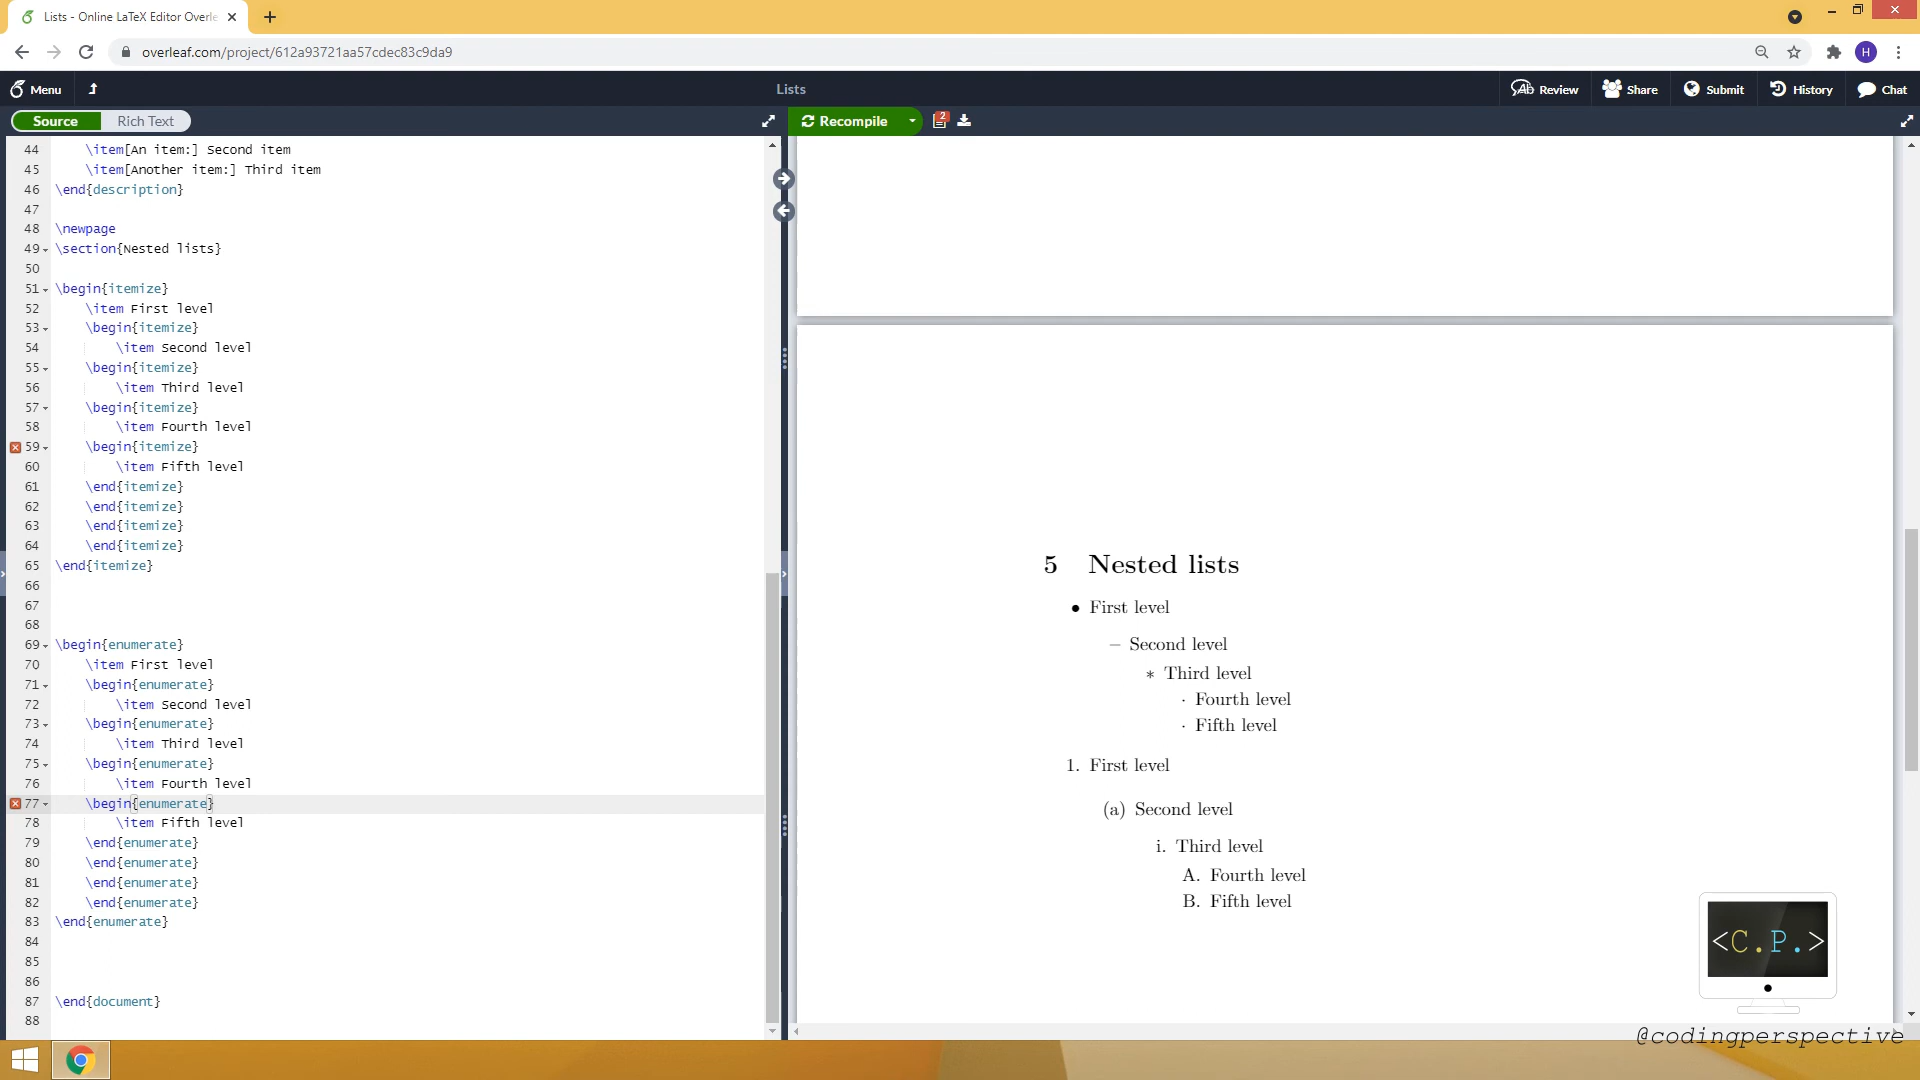 Lists - Online LaTeX Editor Overle
overleaf.com/project/612a93721aa57cdec83c9da9
H
Menu
Lists
Review
Share
Submit
History
Chat
Source
Rich Text
Recompile
2
44 \item[An item:] Second item
45 \item[Another item:] Third item
46 \end{description}
47
48 \newpage
49 \section{Nested lists}
50
51 \begin{itemize}
52 \item First level
53 \begin{itemize}
54 \item Second level
55 \begin{itemize}
56 \item Third level
57 \begin{itemize}
58 \item Fourth level
59 \begin{itemize}
60 \item Fifth level
61 \end{itemize}
62 \end{itemize}
63 \end{itemize}
64 \end{itemize}
65 \end{itemize}
66
67
68
69 \begin{enumerate}
70 \item First level
71 \begin{enumerate}
72 \item Second level
73 \begin{enumerate}
74 \item Third level
75 \begin{enumerate}
76 \item Fourth level
77 \begin{enumerate}
78 \item Fifth level
79 \end{enumerate}
80 \end{enumerate}
81 \end{enumerate}
82 \end{enumerate}
83 \end{enumerate}
84
85
86
87 \end{document}
88
5 Nested lists
• First level
– Second level
* Third level
· Fourth level
· Fifth level
1. First level
(a) Second level
i. Third level
A. Fourth level
B. Fifth level
<C.P.>
@codingperspective